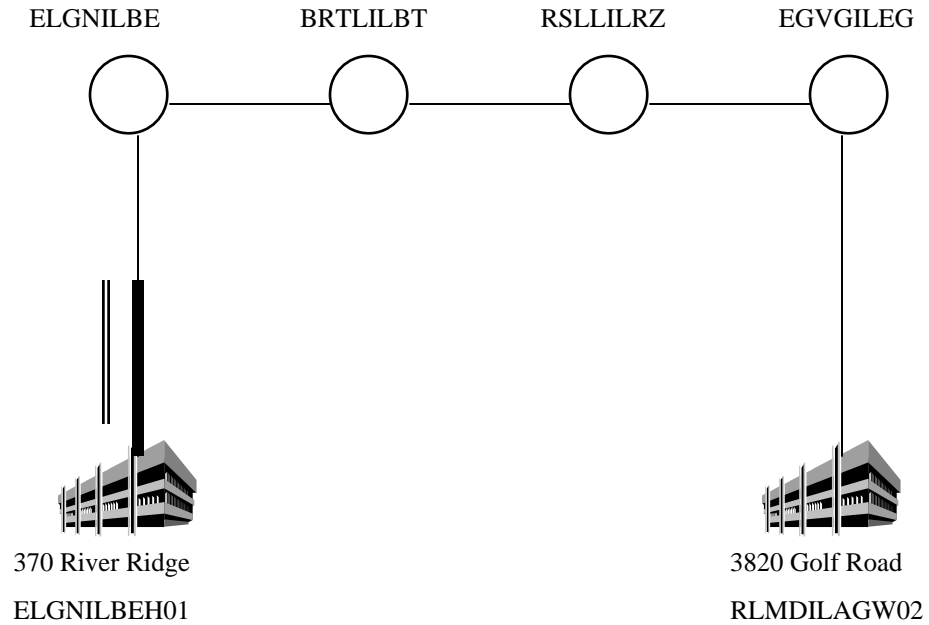 ELGNILBE BRTLILBT RSLLILRZ EGVGILEG
370 River Ridge
ELGNILBEH01
3820 Golf Road
RLMDILAGW02